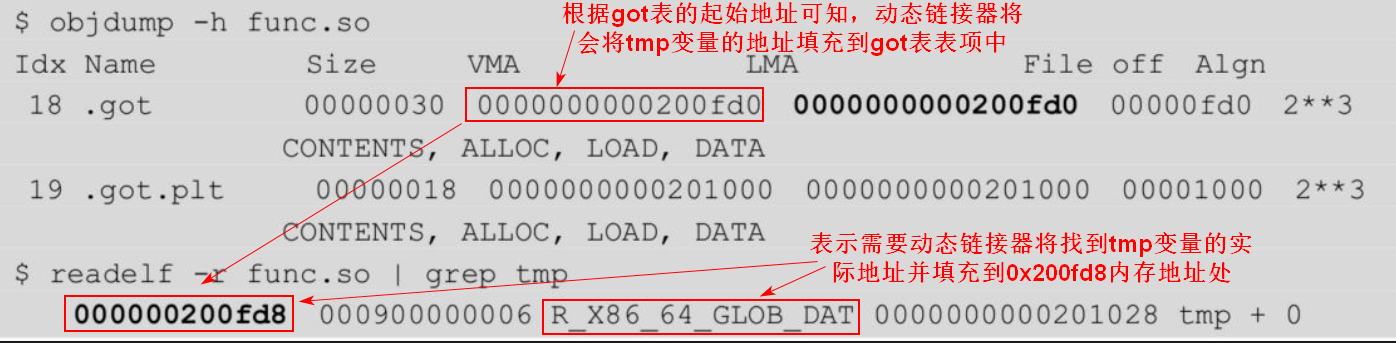 根据got表的起始地址可知，动态链接器将
会将tmp变量的地址填充到got表表项中
$ objdump -h func.so
Idx Name Size VMA LMA File off Algn
18 .got 00000030 0000000000200fd0 0000000000200fd0 00000fd0 2**3
CONTENTS, ALLOC, LOAD, DATA
19 .got.plt 00000018 0000000000201000 0000000000201000 00001000 2**3
CONTENTS, ALLOC, LOAD, DATA
表示需要动态链接器将找到tmp变量的实
际地址并填充到0x200fd8内存地址处
$ readelf -r func.so | grep tmp
000000200fd8 000900000006 R_X86_64_GLOB_DAT 0000000000201028 tmp + 0